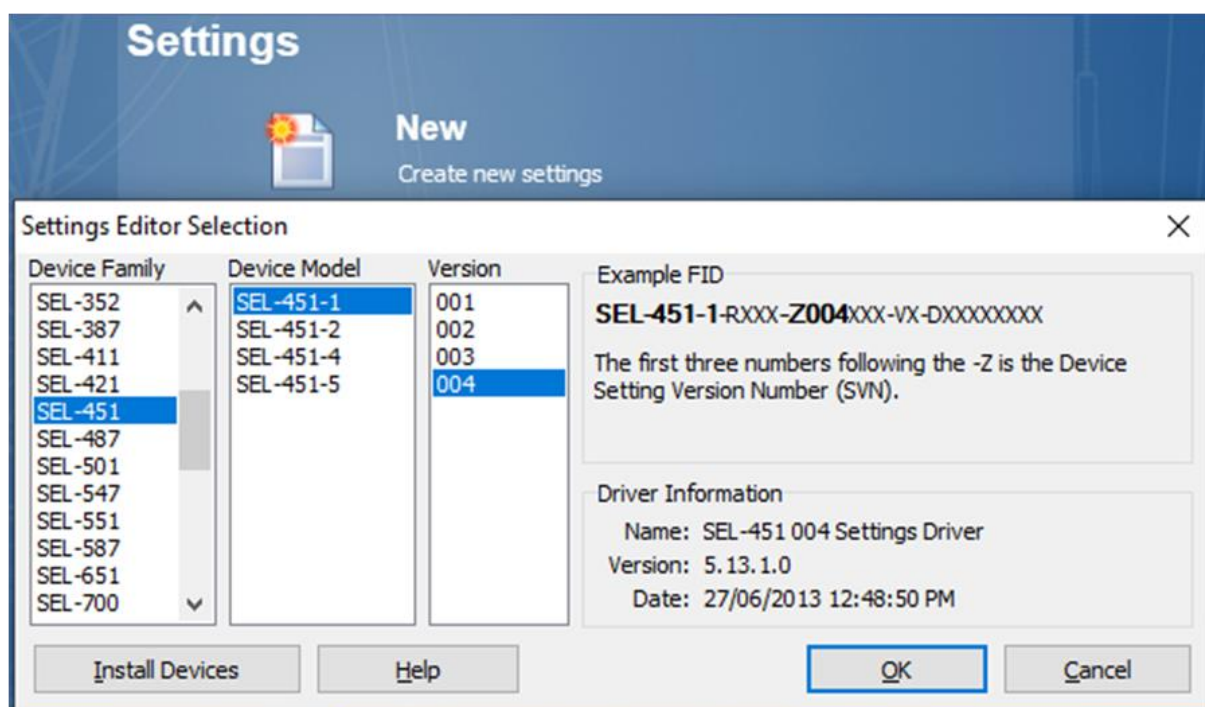 Settings
New
Create new settings
Settings Editor Selection
Device Family
SEL-352
SEL-387
SEL-411
SEL-421
SEL-451
SEL-487
SEL-501
SEL-547
SEL-551
SEL-587
SEL-651
SEL-700
Device Model
SEL-451-1
SEL-451-2
SEL-451-4
SEL-451-5
Version
001
002
003
004
Example FID
SEL-451-1-RXXX-Z004XXX-VX-DXXXXXXXX
The first three numbers following the -Z is the Device
Setting Version Number (SVN).
Driver Information
Name: SEL-451 004 Settings Driver
Version: 5.13.1.0
Date: 27/06/2013 12:48:50 PM
Install Devices
Help
OK
Cancel